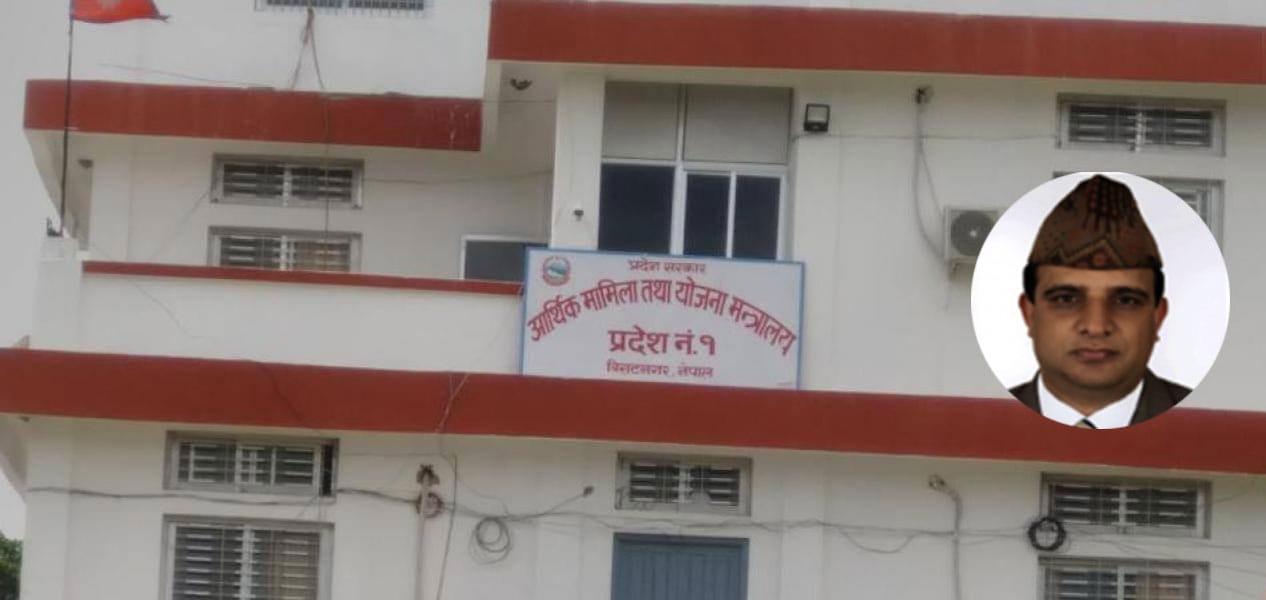 प्रदेश सरकार
आर्थिक मामिला तथा योजना मन्त्रालय
प्रदेश नं.१
बिराटनगर, नेपाल